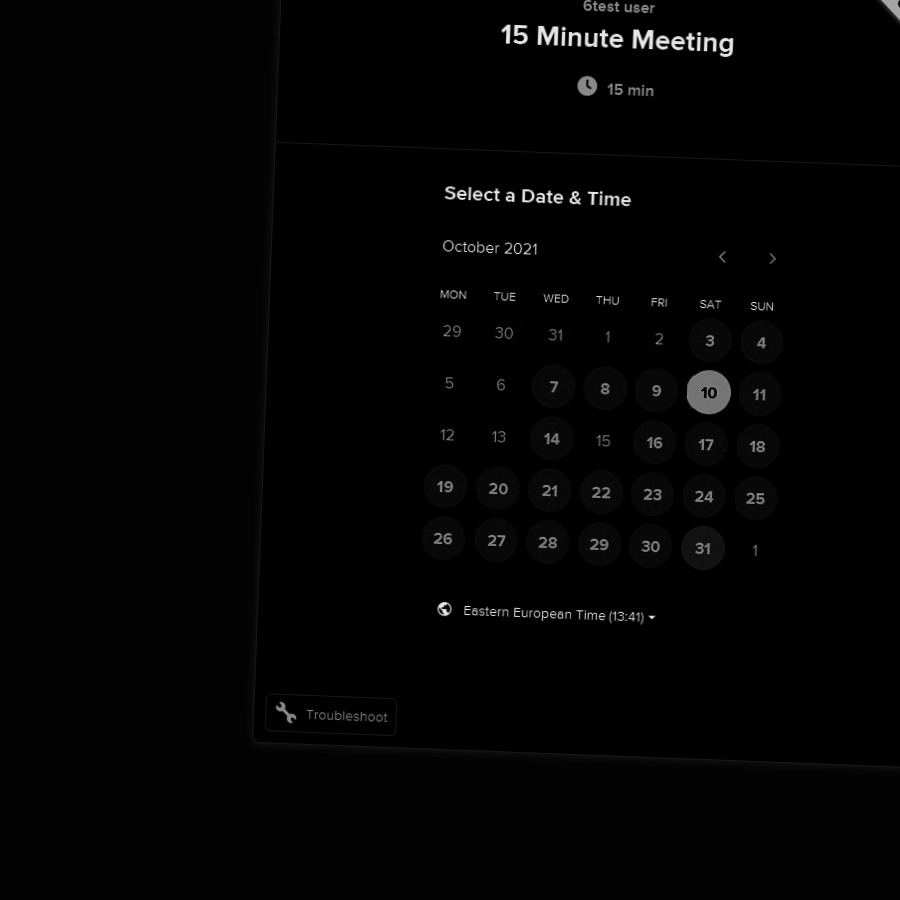 6test user
15 Minute Meeting
15 min
Select a Date & Time
October 2021
MON TUE WED THU FRI SAT SUN
29 30 31 1 2 3 4
5 6 7 8 9 10 11
12 13 14 15 16 17 18
19 20 21 22 23 24 25
26 27 28 29 30 31 1
Eastern European Time (13:41)
Troubleshoot